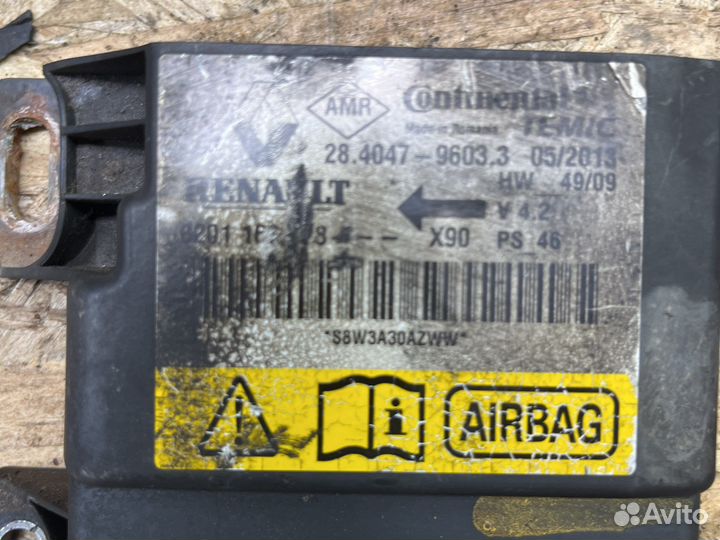 AMR Continental
Made in Romania TEMIC
28.4047-9603.3 05/2013
HW 49/09
RENAULT
V 4.2
X90 PS 46
*S8W3A30AZWW*
i AIRBAG
Avito